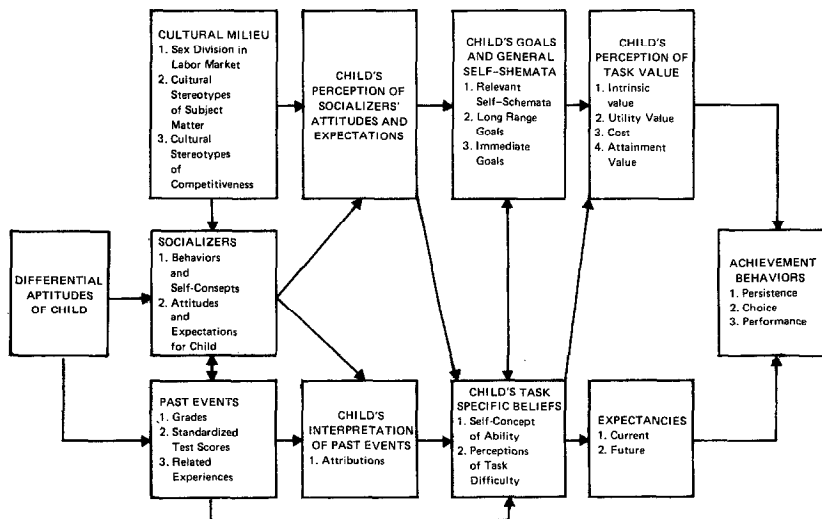 CULTURAL MILIEU
1. Sex Division in
Labor Market
2. Cultural
Stereotypes
of Subject
Matter
3. Cultural
Stereotypes
of
Competitiveness
CHILD'S
PERCEPTION OF
SOCIALIZERS'
ATTITUDES AND
EXPECTATIONS
CHILD'S GOALS
AND GENERAL
SELF-SHEMATA
1. Relevant
Self-Schemata
2. Long Range
Goals
3. Immediate
Goals
CHILD'S
PERCEPTION OF
TASK VALUE
1. Intrinsic
value
2. Utility Value
3. Cost
4. Attainment
Value
DIFFERENTIAL
APTITUDES
OF CHILD
SOCIALIZERS
1. Behaviors
and
Self-Concepts
2. Attitudes
and
Expectations
for Child
ACHIEVEMENT
BEHAVIORS
1. Persistence
2. Choice
3. Performance
PAST EVENTS
1. Grades
2. Standardized
Test Scores
3. Related
Experiences
CHILD'S
INTERPRETATION
OF PAST EVENTS
1. Attributions
CHILD'S TASK
SPECIFIC BELIEFS
1. Self-Concept
of Ability
2. Perceptions
of Task
Difficulty
EXPECTANCIES
1. Current
2. Future